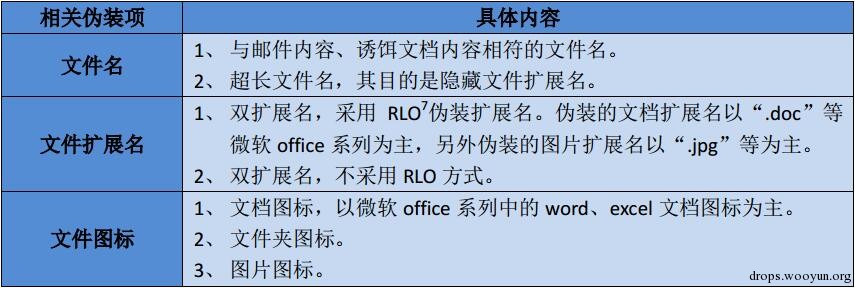 相关伪装项 具体内容
文件名
1、 与邮件内容、诱饵文档内容相符的文件名。
2、 超长文件名，其目的是隐藏文件扩展名。
文件扩展名
1、 双扩展名，采用 RLO7伪装扩展名。伪装的文档扩展名以“.doc”等
微软 office 系列为主，另外伪装的图片扩展名以“.jpg”等为主。
2、 双扩展名，不采用 RLO 方式。
文件图标
1、 文档图标，以微软 office 系列中的 word、excel 文档图标为主。
2、 文件夹图标。
3、 图片图标。
drops.wooyun.org